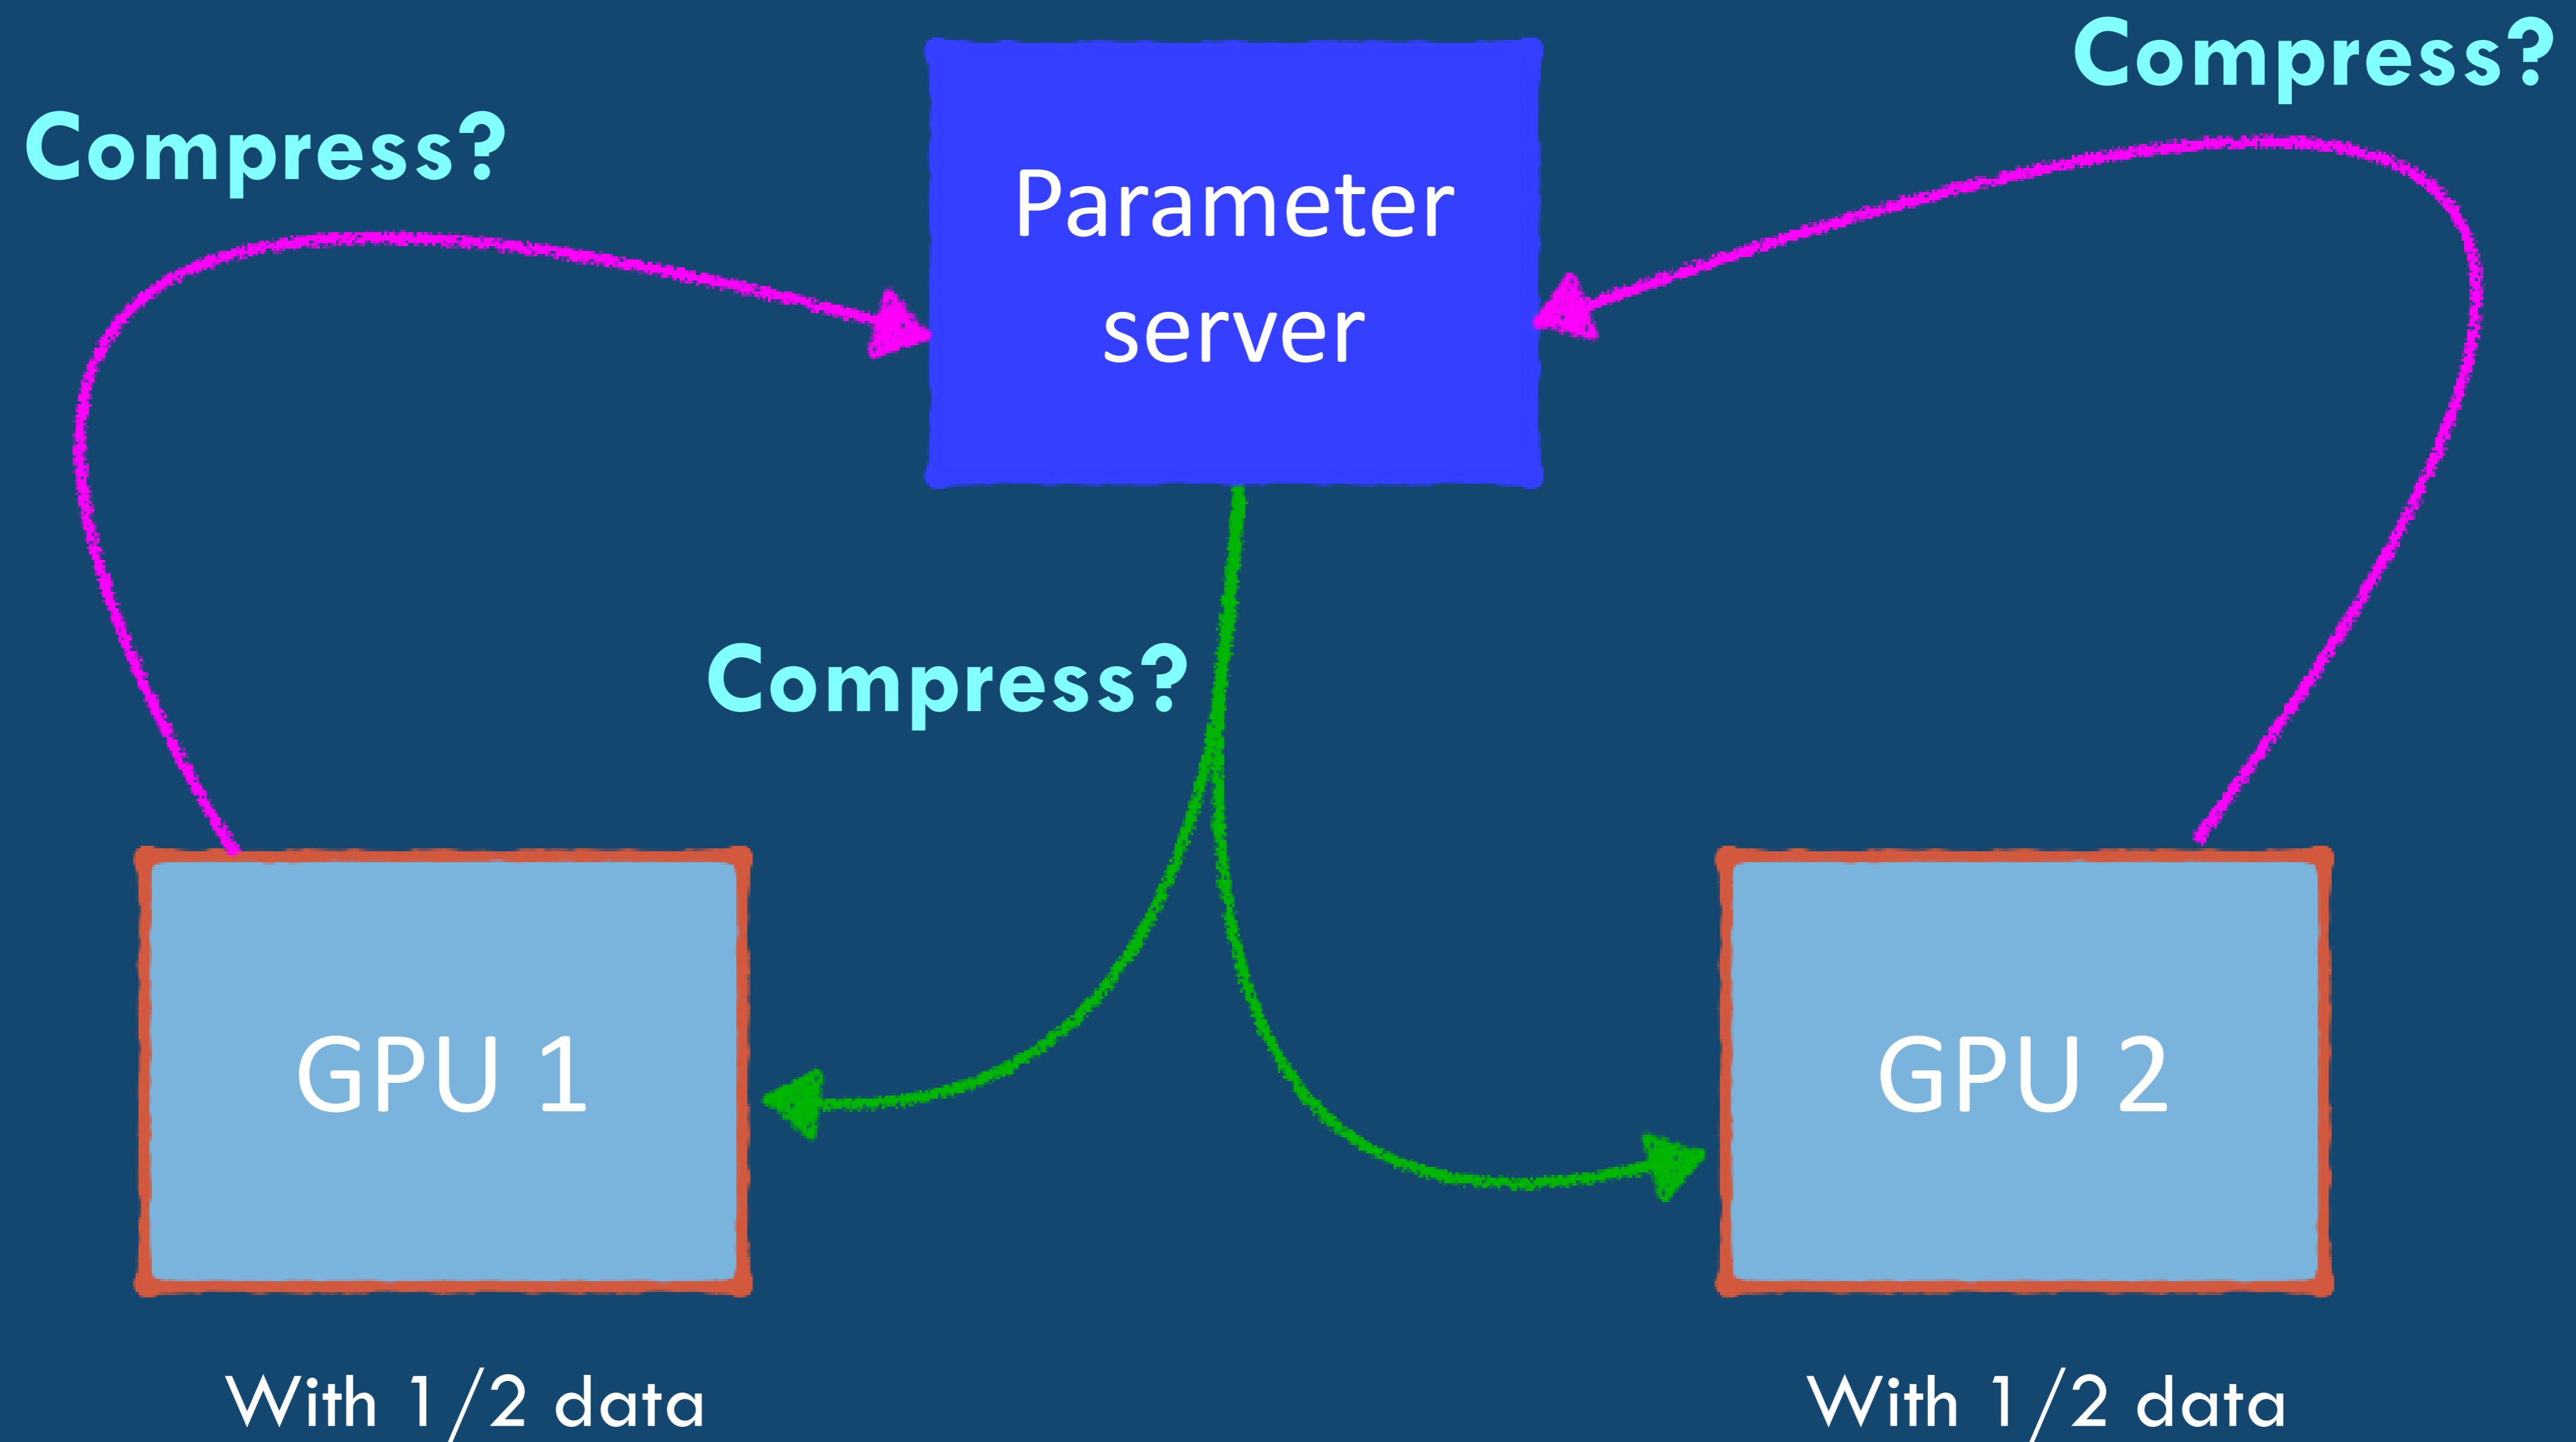 Compress?
Compress?
Parameter
server
Compress?
GPU 1
GPU 2
With 1/2 data
With 1/2 data